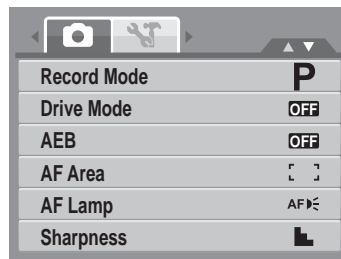 Record Mode P
Drive Mode OFF
AEB OFF
AF Area
AF Lamp AF
Sharpness